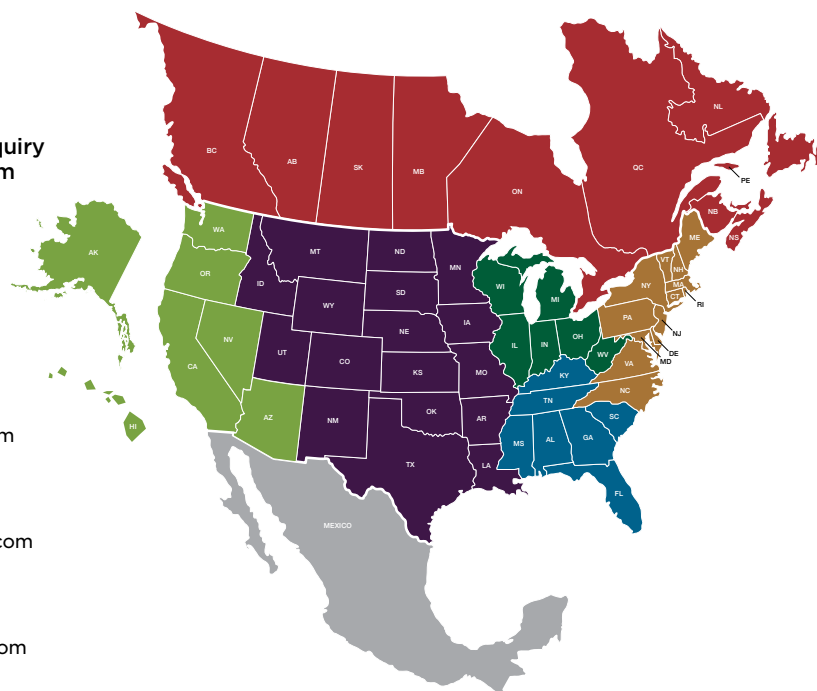 quiry
m
m
com
om
NL
BC
AB
SK
MB
ON
QC
PE
NB
NS
AK
WA
OR
ID
MT
ND
MN
WY
SD
WI
MI
ME
VT
NH
NY
MA
CT
RI
NV
CA
UT
CO
NE
IA
IL
IN
OH
PA
NJ
DE
MD
WV
VA
KS
MO
KY
NC
HI
AZ
NM
OK
AR
TN
SC
MS
AL
GA
TX
LA
FL
MEXICO